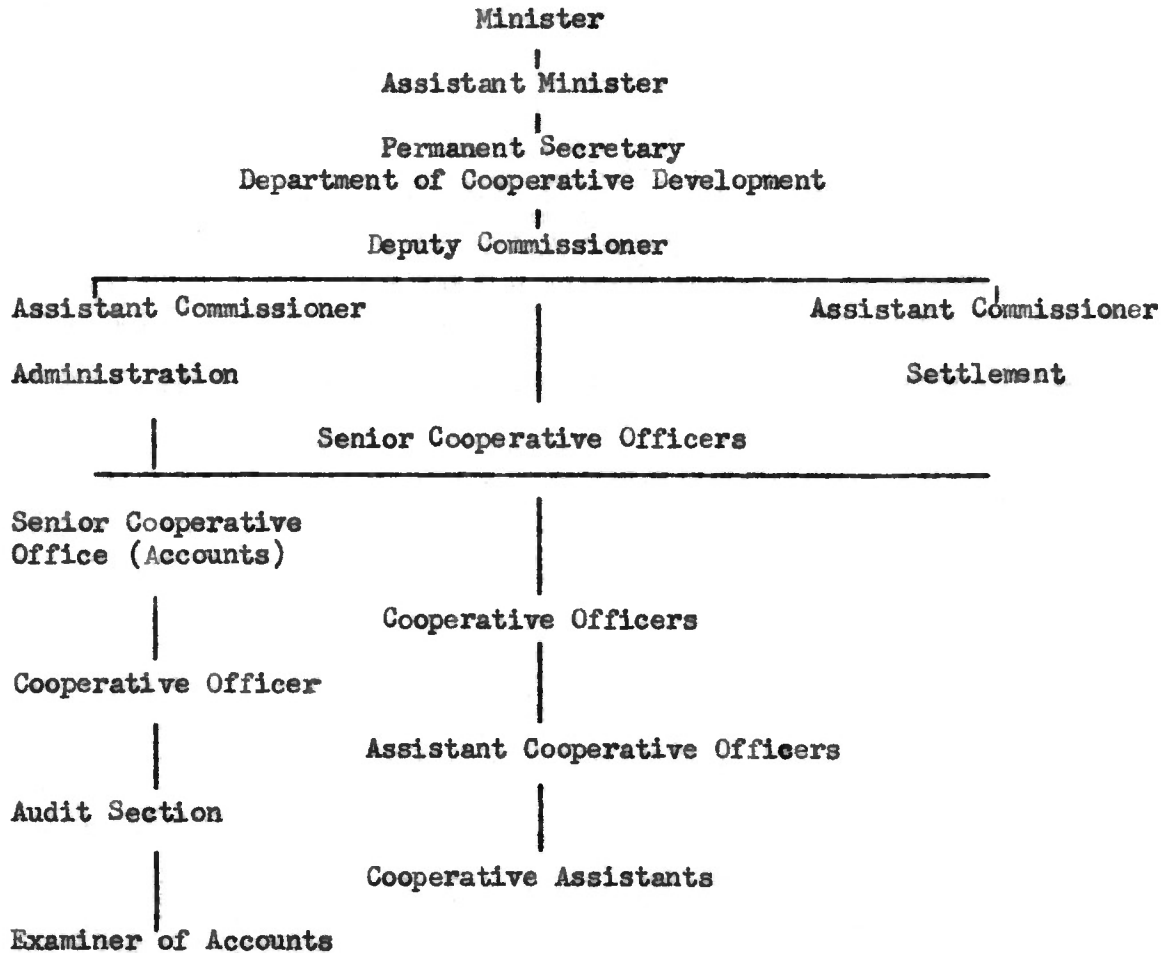 Minister
Assistant Minister
Permanent Secretary
Department of Cooperative Development
Deputy Commissioner
Assistant Commissioner
Assistant Commissioner
Administration
Settlement
Senior Cooperative Officers
Senior Cooperative
Office (Accounts)
Cooperative Officers
Cooperative Officer
Assistant Cooperative Officers
Audit Section
Cooperative Assistants
Examiner of Accounts